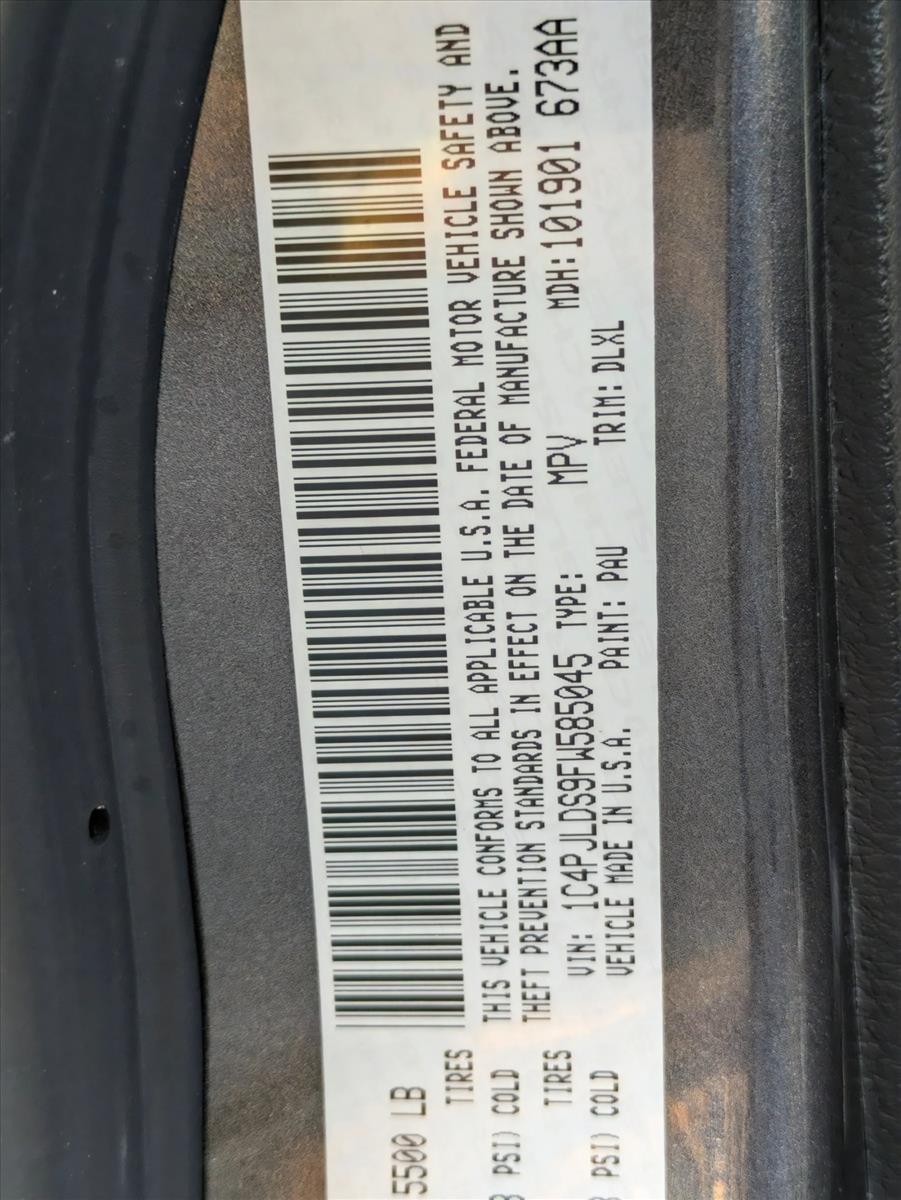 5500 LB
TIRES
PSI) COLD
TIRES
PSI) COLD
THIS VEHICLE CONFORMS TO ALL APPLICABLE U.S.A. FEDERAL MOTOR VEHICLE SAFETY AND
THEFT PREVENTION STANDARDS IN EFFECT ON THE DATE OF MANUFACTURE SHOWN ABOVE.
VIN: 1C4PJLDS9FW585045 TYPE: MPV MDH:101901 673AA
VEHICLE MADE IN U.S.A. PAINT: PAU TRIM: DLXL